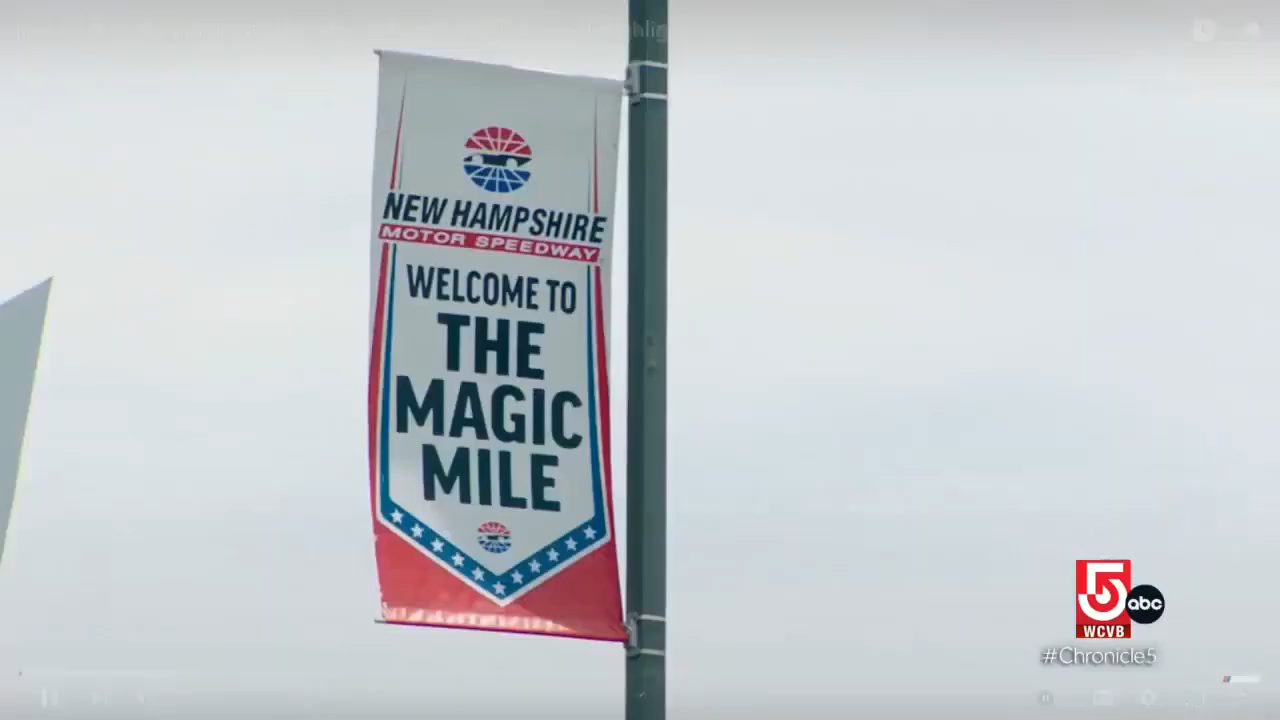 NEW HAMPSHIRE
MOTOR SPEEDWAY
WELCOME TO
THE
MAGIC
MILE
5
abc
WCVB
#Chronicle5